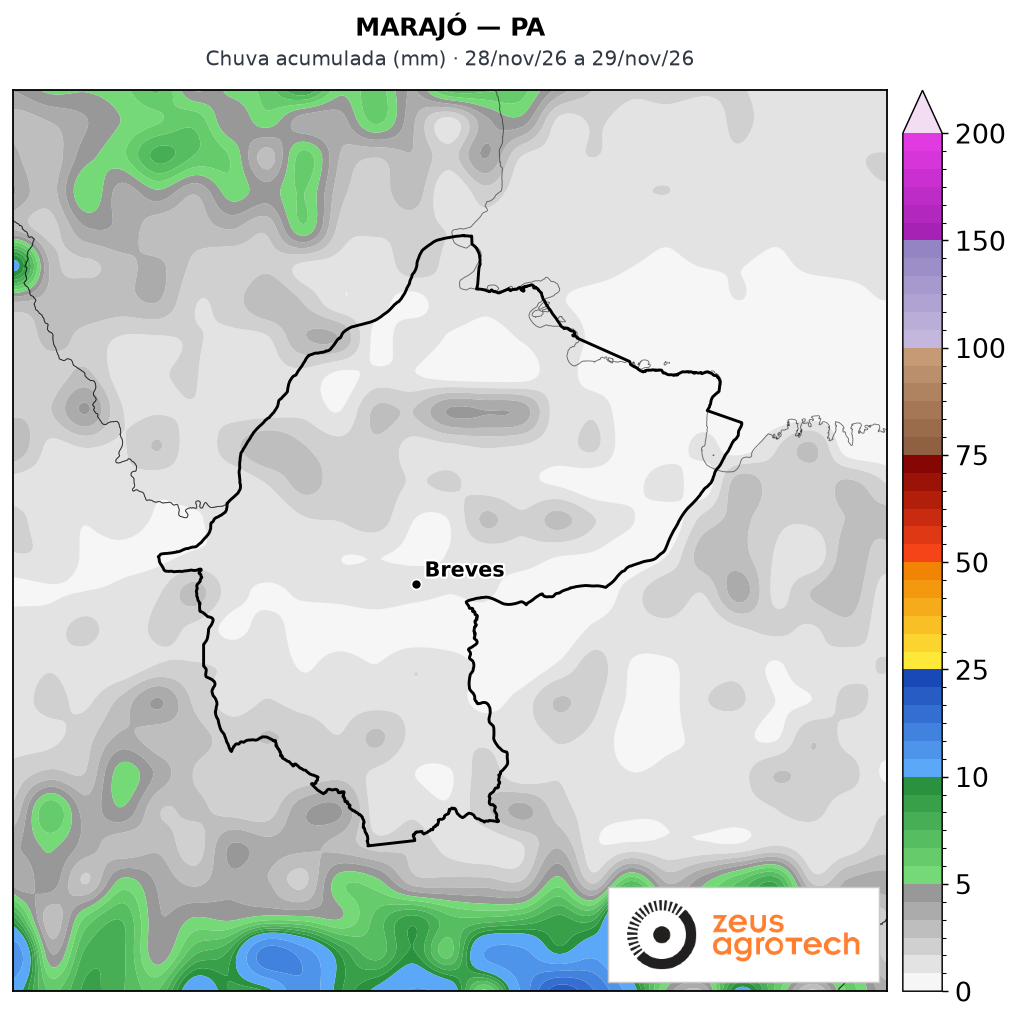 MARAJÓ — PA
Chuva acumulada (mm) · 28/nov/26 a 29/nov/26
200
150
100
75
50
25
10
5
0
Breves
zeus
agrotech